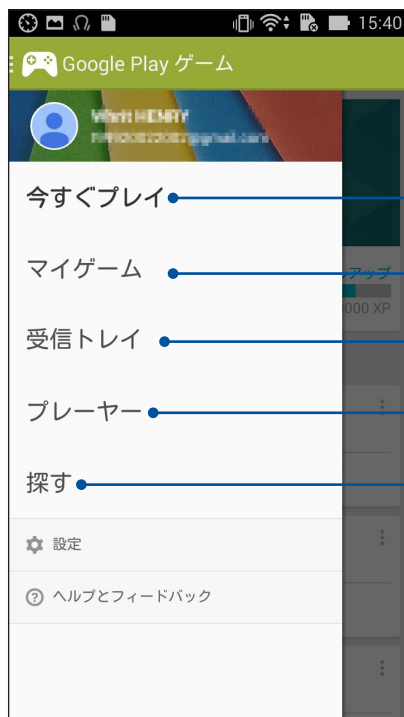 15:40
Google Play ゲーム
今すぐプレイ
マイゲーム
アップ
000 XP
受信トレイ
プレーヤー
探す
設定
ヘルプとフィードバック